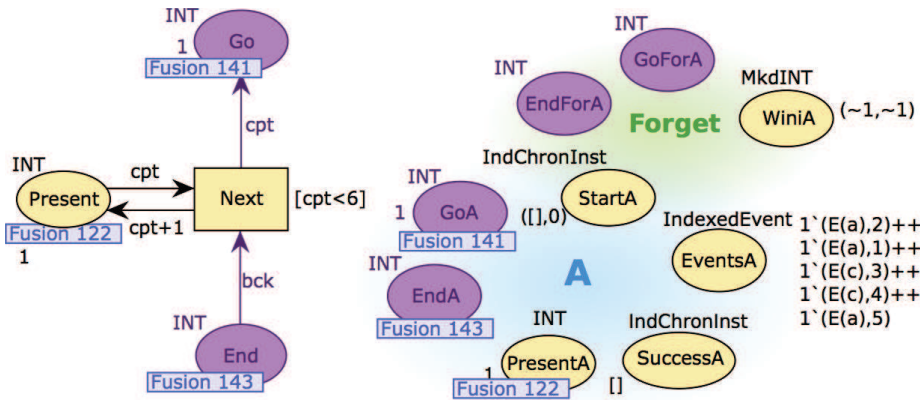 INT
Go
1
Fusion 141
cpt
INT
cpt
Present
Next
[cpt<6]
cpt+1
Fusion 122
1
bck
INT
End
Fusion 143
INT
GoForA
INT
EndForA
MkdINT
WiniA
(~1,~1)
Forget
IndChronInst
StartA
([],0)
INT
1
GoA
Fusion 141
IndexedEvent
EventsA
1`(E(a),2)++
1`(E(a),1)++
1`(E(c),3)++
1`(E(c),4)++
1`(E(a),5)
INT
EndA
Fusion 143
A
INT
PresentA
1
Fusion 122
IndChronInst
SuccessA
[]